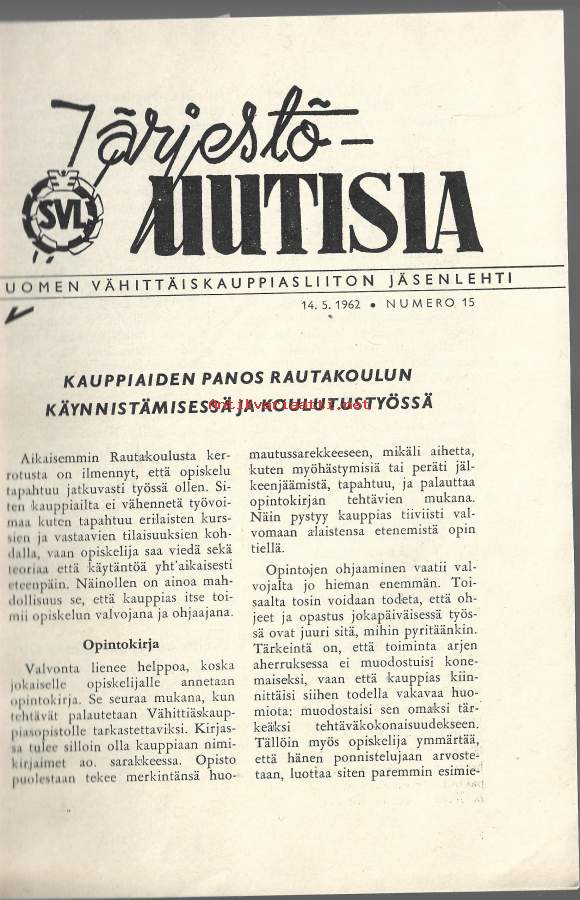 Järjestö-
UUTISIA
SVL
UOMEN VÄHITTÄISKAUPPIASLIITON JÄSENLEHTI
14. 5. 1962 • NUMERO 15
KAUPPIAIDEN PANOS RAUTAKOULUN
KÄYNNISTÄMISESSÄ JA KOULUTUSTYÖSSÄ
Aikaisemmin Rautakoulusta ker-
rotusta on ilmennyt, että opiskelu
tapahtuu jatkuvasti työssä ollen. Si-
ten kauppiailta ei vähennetä työvoi-
maa kuten tapahtuu erilaisten kurs-
sien ja vastaavien tilaisuuksien koh-
dalla, vaan opiskelija saa viedä sekä
teoriaa että käytäntöä yht'aikaisesti
eteenpäin. Näinollen on ainoa mah-
dollisuus se, että kauppias itse toi-
mii opiskelun valvojana ja ohjaajana.
Opintokirja
Valvonta lienee helppoa, koska
jokaiselle opiskelijalle annetaan
opintokirja. Se seuraa mukana, kun
tehtävät palautetaan Vähittiäskaup-
piasopistolle tarkastettaviksi. Kirjas-
sa tulee silloin olla kauppiaan nimi-
kirjaimet ao. sarakkeessa. Opisto
puolestaan tekee merkintänsä huo-
mautussarekkeeseen, mikäli aihetta,
kuten myöhästymisiä tai peräti jäl-
keenjäämistä, tapahtuu, ja palauttaa
opintokirjan tehtävien mukana.
Näin pystyy kauppias tiiviisti val-
vomaan alaistensa etenemistä opin
tiellä.
Opintojen ohjaaminen vaatii val-
vojalta jo hieman enemmän. Toi-
saalta tosin voidaan todeta, että oh-
jeet ja opastus jokapäiväisessä työs-
sä ovat juuri sitä, mihin pyritäänkin.
Tärkeintä on, että toiminta arjen
aherruksessa ei muodostuisi kone-
maiseksi, vaan että kauppias kiin-
nittäisi siihen todella vakavaa huo-
miota: muodostaisi sen omaksi tär-
keäksi tehtäväkokonaisuudekseen.
Tällöin myös opiskelija ymmärtää,
että hänen ponnistelujaan arvoste-
taan, luottaa siten paremmin esimie-